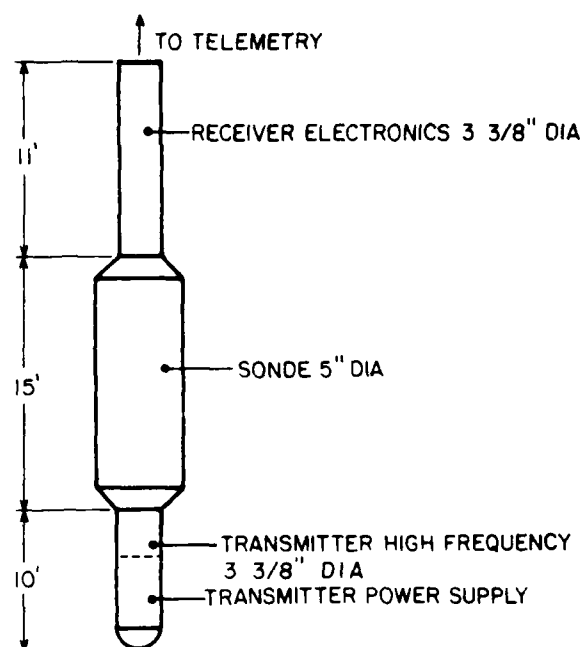 TO TELEMETRY
RECEIVER ELECTRONICS 3 3/8" DIA
11'
SONDE 5" DIA
15'
TRANSMITTER HIGH FREQUENCY
3 3/8" DIA
10'
TRANSMITTER POWER SUPPLY